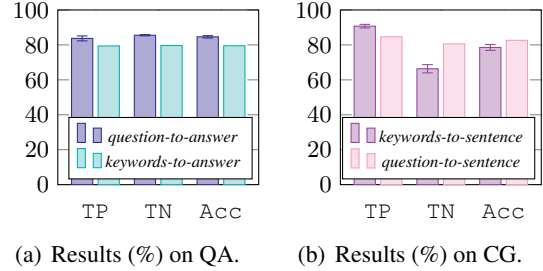 100
80
60
40
20
0
question-to-answer
keywords-to-answer
TP TN Acc
(a) Results (%) on QA.
100
80
60
40
20
0
keywords-to-sentence
question-to-sentence
TP TN Acc
(b) Results (%) on CG.